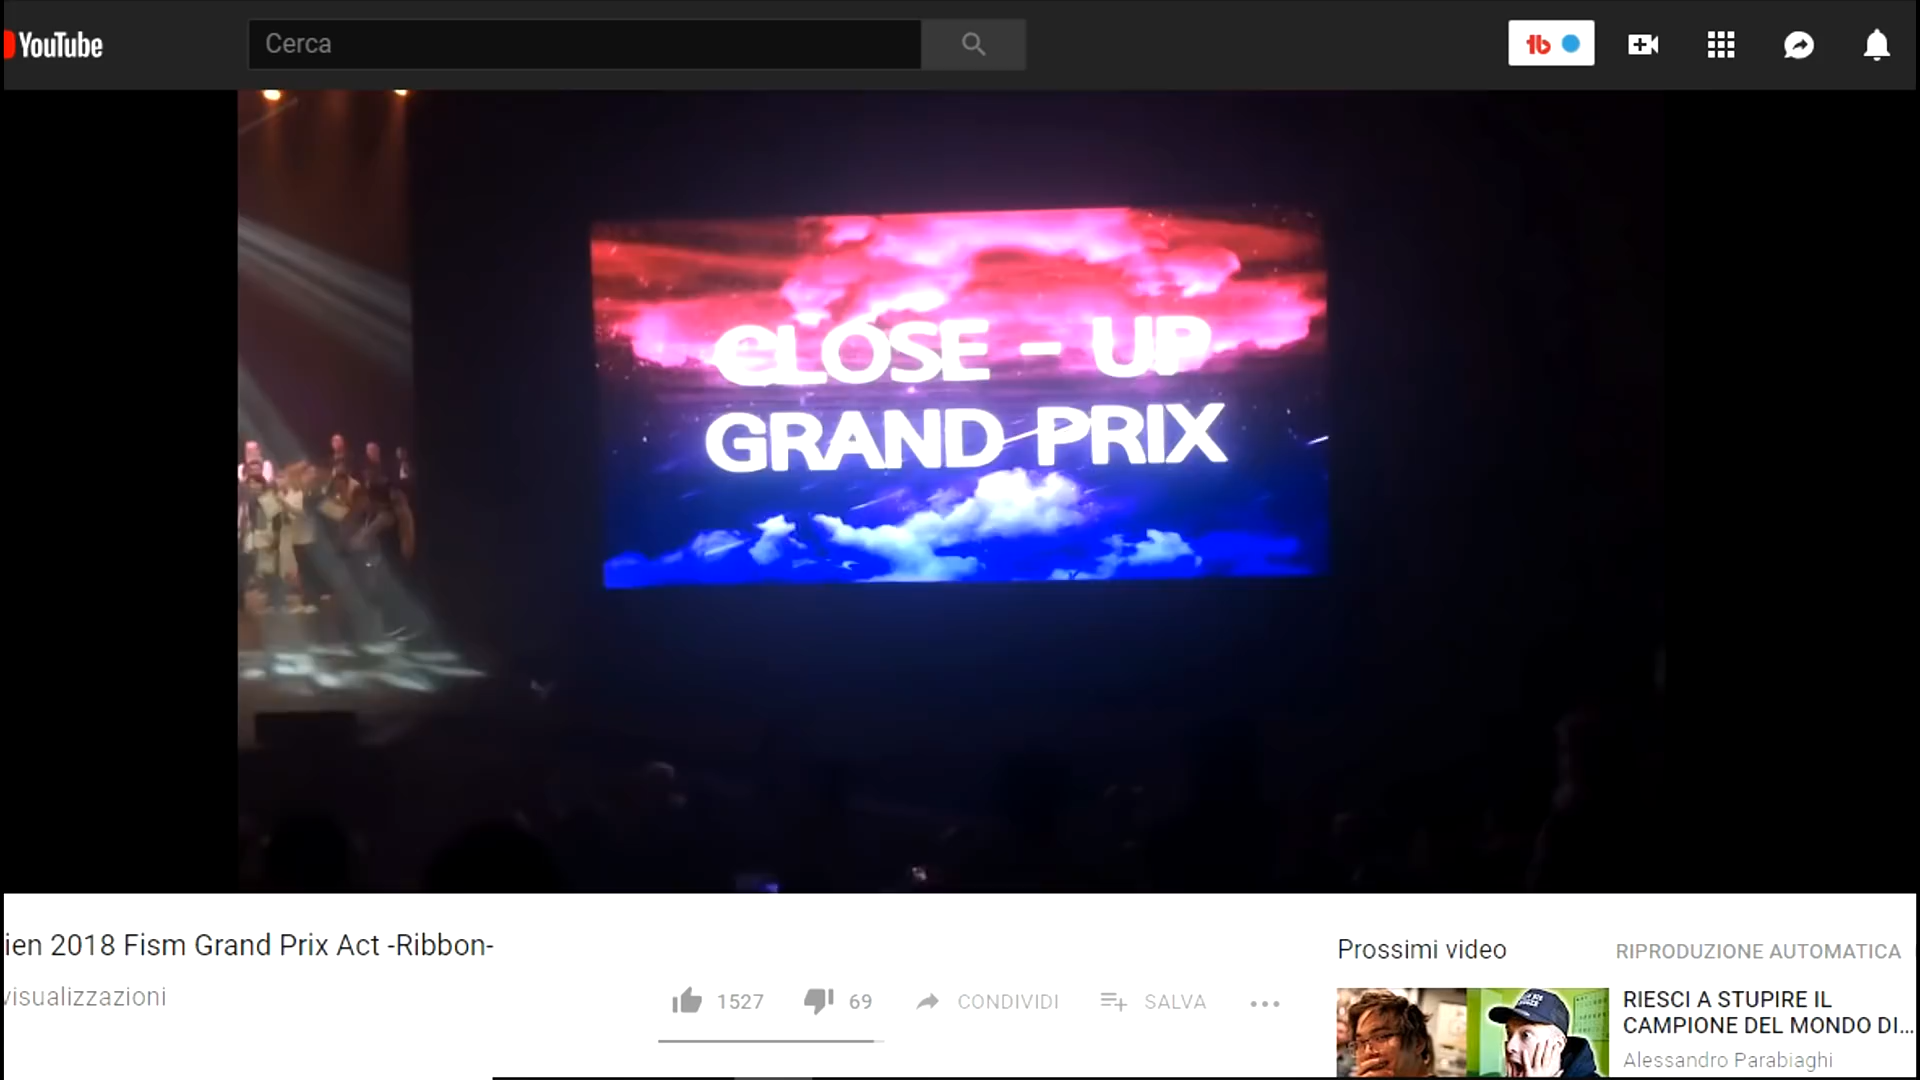 YouTube
Cerca
CLOSE - UP
GRAND PRIX
ien 2018 Fism Grand Prix Act -Ribbon-
visualizzazioni
1527
69
CONDIVIDI
SALVA
Prossimi video
RIPRODUZIONE AUTOMATICA
RIESCI A STUPIRE IL
CAMPIONE DEL MONDO DI...
Alessandro Parabiaghi